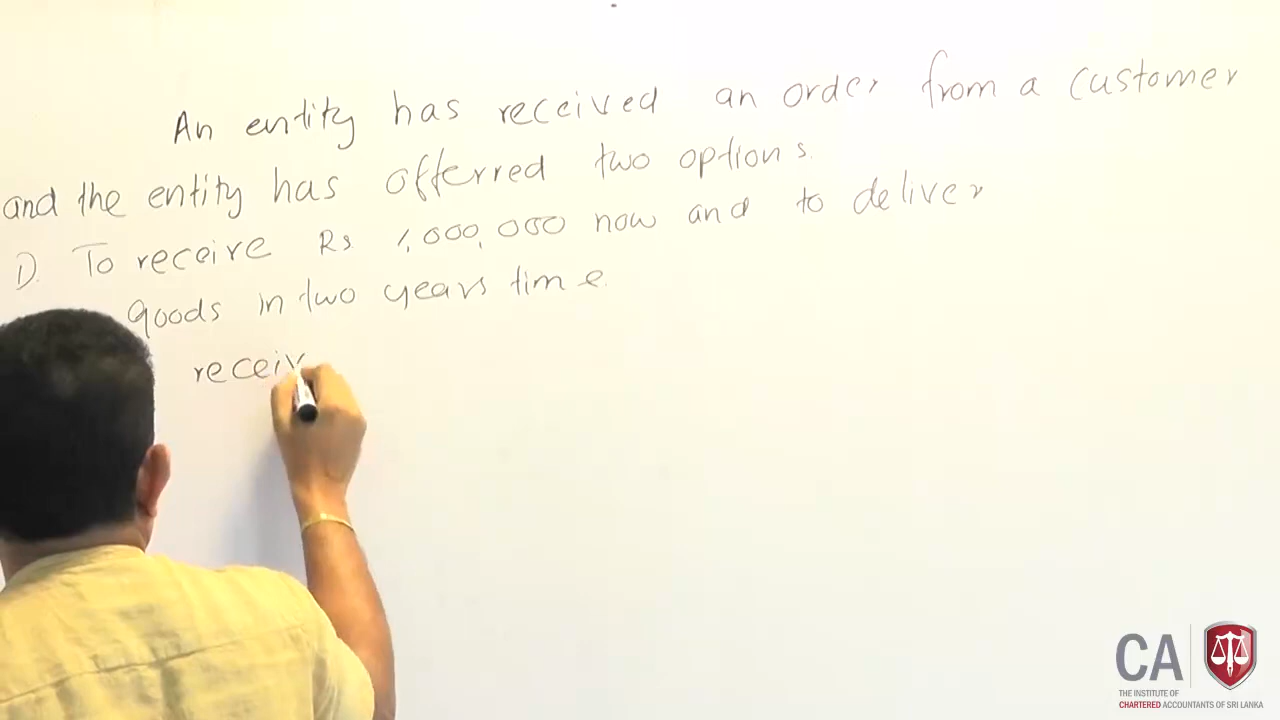 An entity has received an order from a customer
and the entity has offerred two options.
1). To receive Rs. 1,000,000 now and to deliver
goods in two years time.
receiv
CA
THE INSTITUTE OF
CHARTERED ACCOUNTANTS OF SRI LANKA